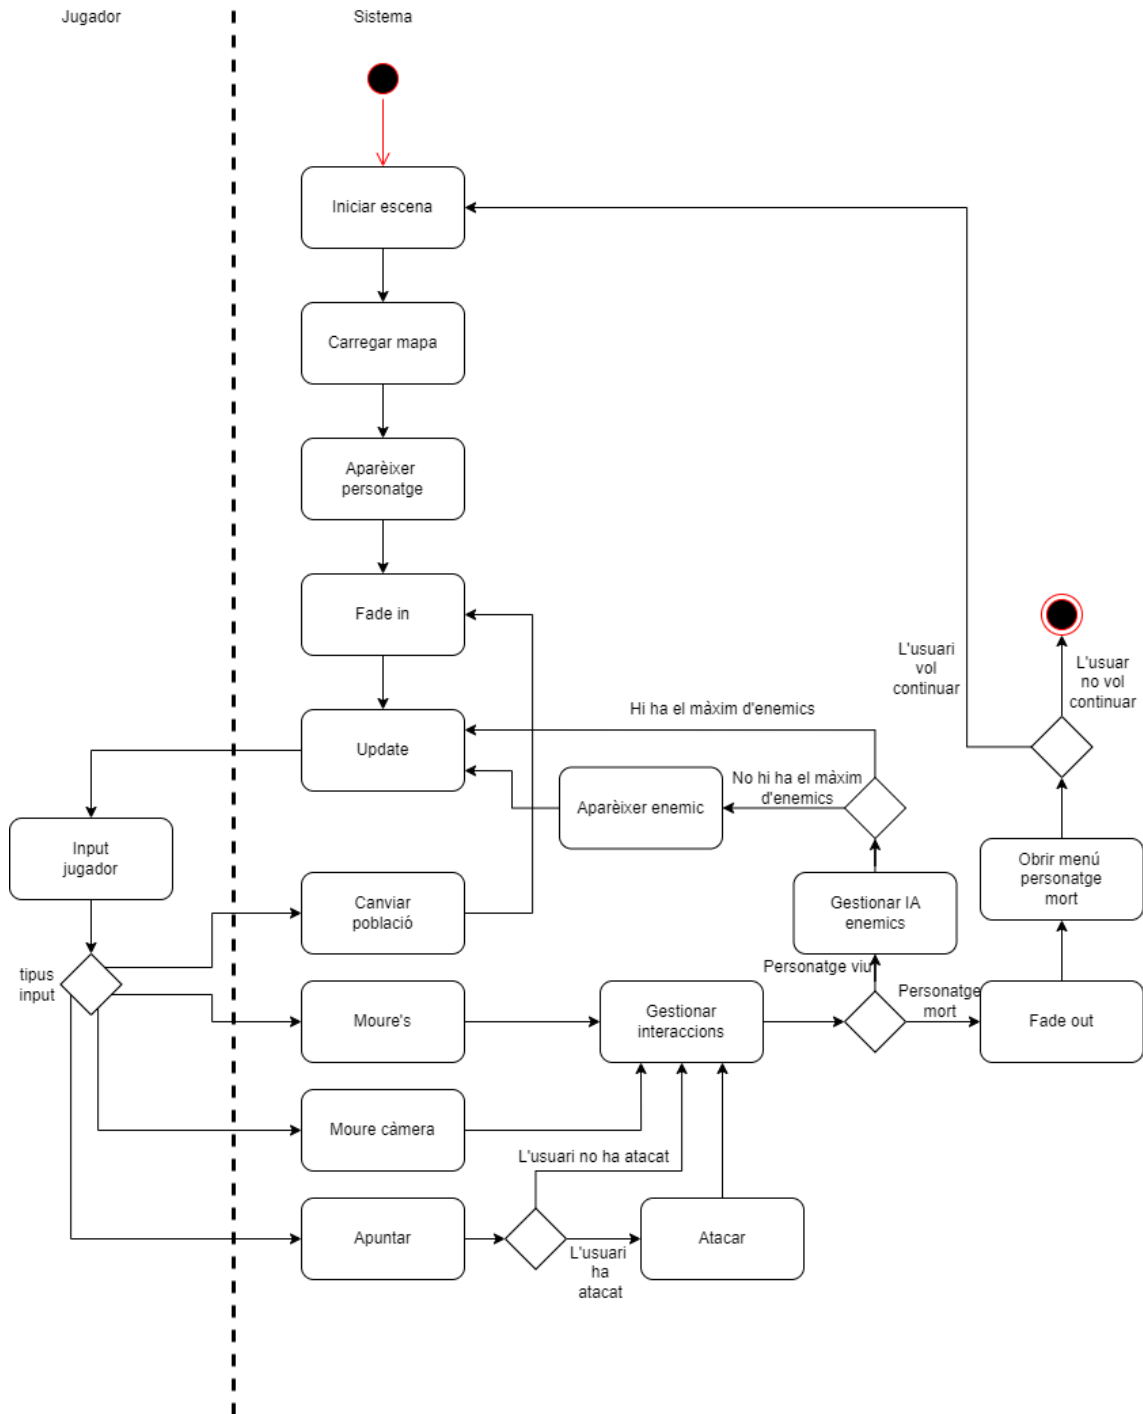 Jugador
Sistema
Iniciar escena
Carregar mapa
Aparèixer
personatge
Fade in
L'usuari
vol
continuar
L'usuar
no vol
continuar
Hi ha el màxim d'enemics
Update
No hi ha el màxim
d'enemics
Aparèixer enemic
Input
jugador
Obrir menú
personatge
mort
Canviar
població
Gestionar IA
enemics
tipus
input
Personatge viu
Personatge
mort
Moure's
Gestionar
interaccions
Fade out
Moure càmera
L'usuari no ha atacat
Apuntar
Atacar
L'usuari
ha
atacat